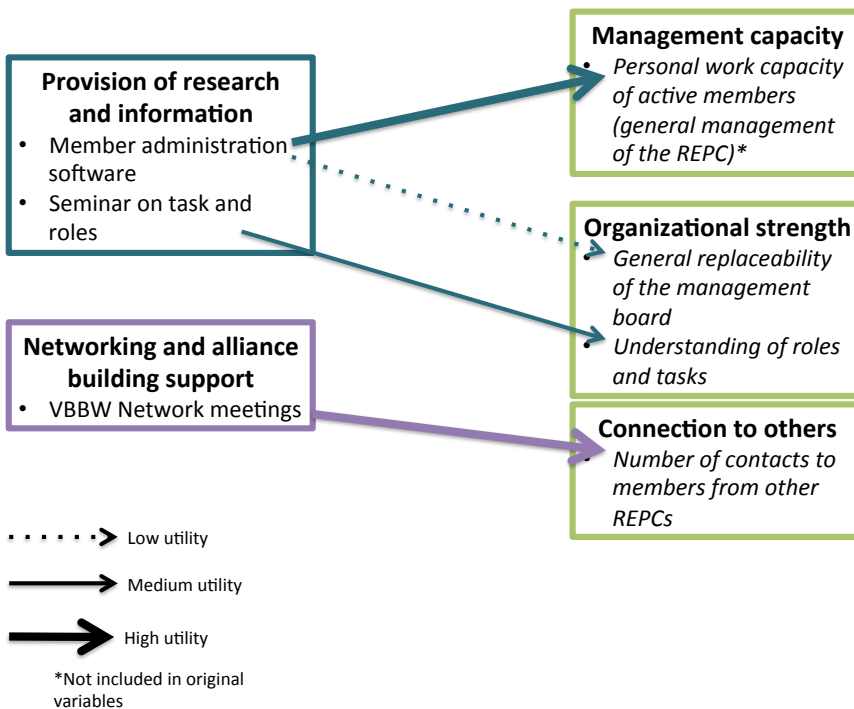 Provision of research
and information
• Member administration
software
• Seminar on task and
roles
Networking and alliance
building support
• VBBW Network meetings
Management capacity
• Personal work capacity
of active members
(general management
of the REPC)*
Organizational strength
• General replaceability
of the management
board
• Understanding of roles
and tasks
Connection to others
• Number of contacts to
members from other
REPCs
Low utility
Medium utility
High utility
*Not included in original
variables